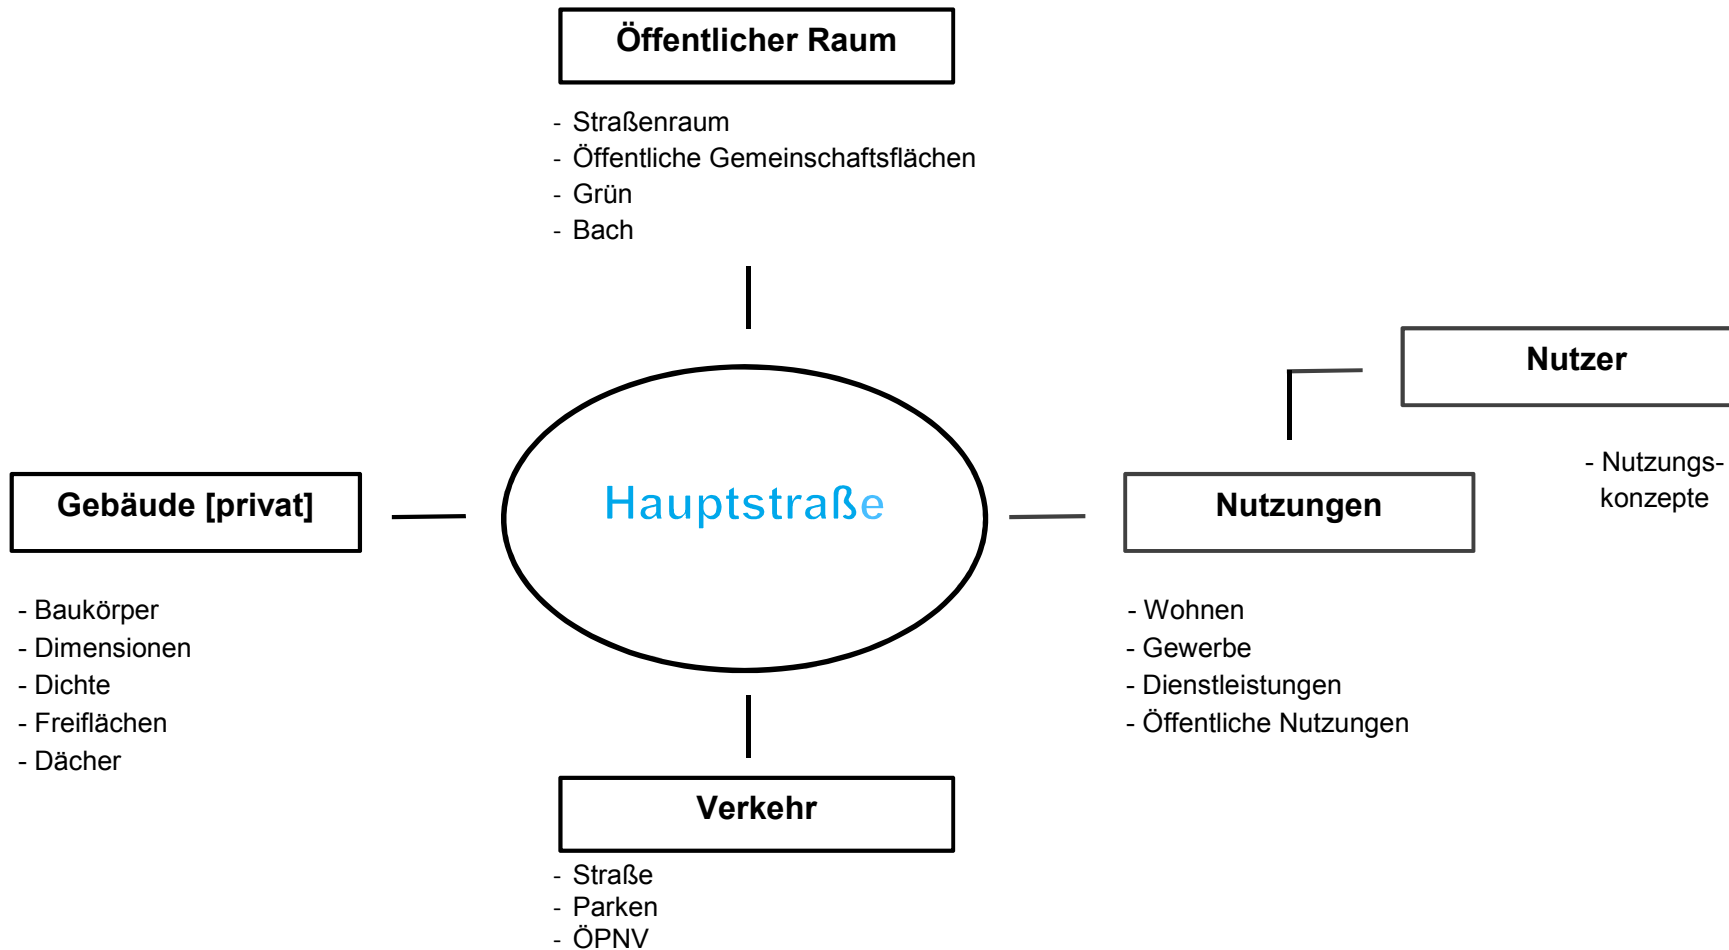 Öffentlicher Raum
- Straßenraum
- Öffentliche Gemeinschaftsflächen
- Grün
- Bach
Nutzer
- Nutzungs-
konzepte
Gebäude [privat]
Hauptstraße
Nutzungen
- Baukörper
- Dimensionen
- Dichte
- Freiflächen
- Dächer
- Wohnen
- Gewerbe
- Dienstleistungen
- Öffentliche Nutzungen
Verkehr
- Straße
- Parken
- ÖPNV